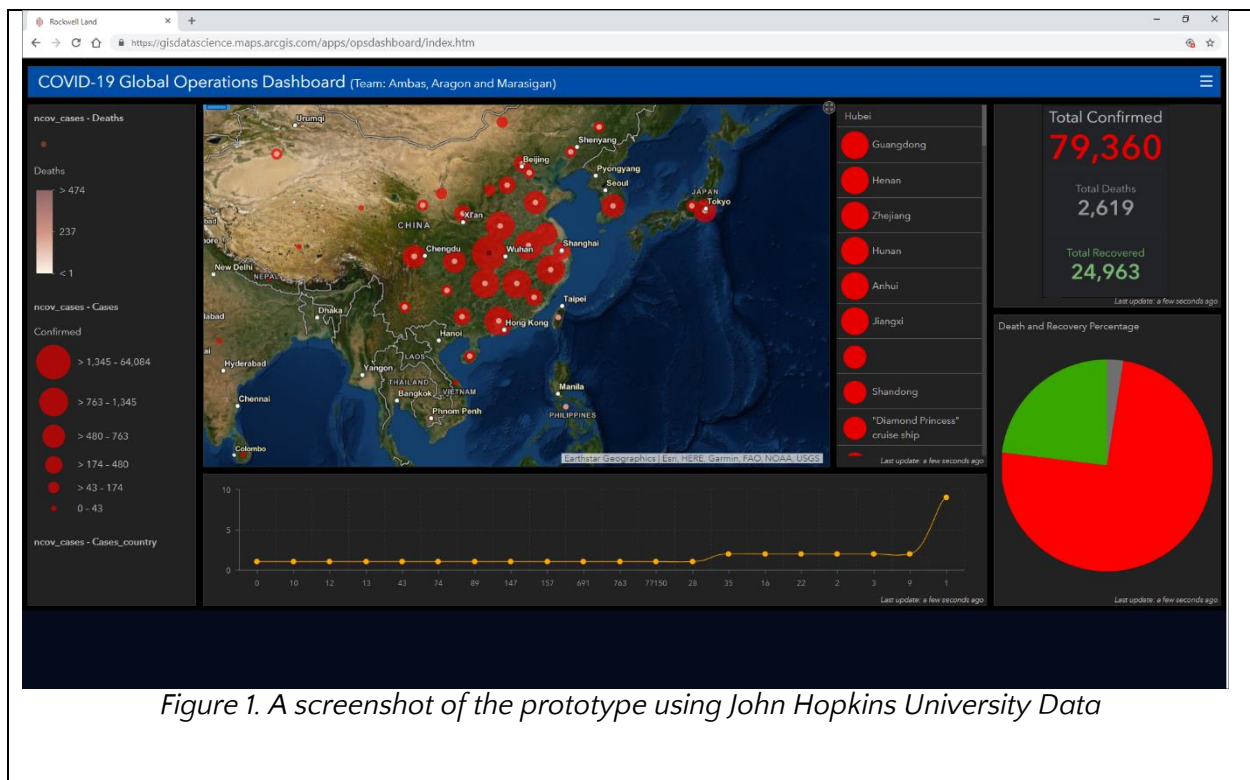 Rockwell Land
https://gisdatascience.maps.arcgis.com/apps/opsdashboard/index.htm
COVID-19 Global Operations Dashboard (Team: Ambas, Aragon and Marasigan)
ncov_cases - Deaths
Deaths
> 474
237
< 1
ncov_cases - Cases
Confirmed
> 1,345 - 64,084
> 763 - 1,345
> 480 - 763
> 174 - 480
> 43 - 174
0 - 43
ncov_cases - Cases_country
Urumqi
Shenyang
Beijing
Pyongyang
Seoul
JAPAN
Tokyo
Xi'an
CHINA
Chengdu
Wuhan
Shanghai
New Delhi
NEPAL
Taipei
Dhaka
Hong Kong
Hanoi
Hyderabad
LAOS
Yangon
THAILAND
Bangkok
VIETNAM
Manila
Chennai
Phnom Penh
PHILIPPINES
Colombo
Earthstar Geographics | Esri, HERE, Garmin, FAO, NOAA, USGS
Hubei
Guangdong
Henan
Zhejiang
Hunan
Anhui
Jiangxi
Shandong
"Diamond Princess"
cruise ship
Last update: a few seconds ago
Total Confirmed
79,360
Total Deaths
2,619
Total Recovered
24,963
Last update: a few seconds ago
Death and Recovery Percentage
Last update: a few seconds ago
10
5
0
0 10 12 13 43 74 89 147 157 691 763 77150 28 35 16 22 2 3 9 1
Last update: a few seconds ago
Figure 1. A screenshot of the prototype using John Hopkins University Data